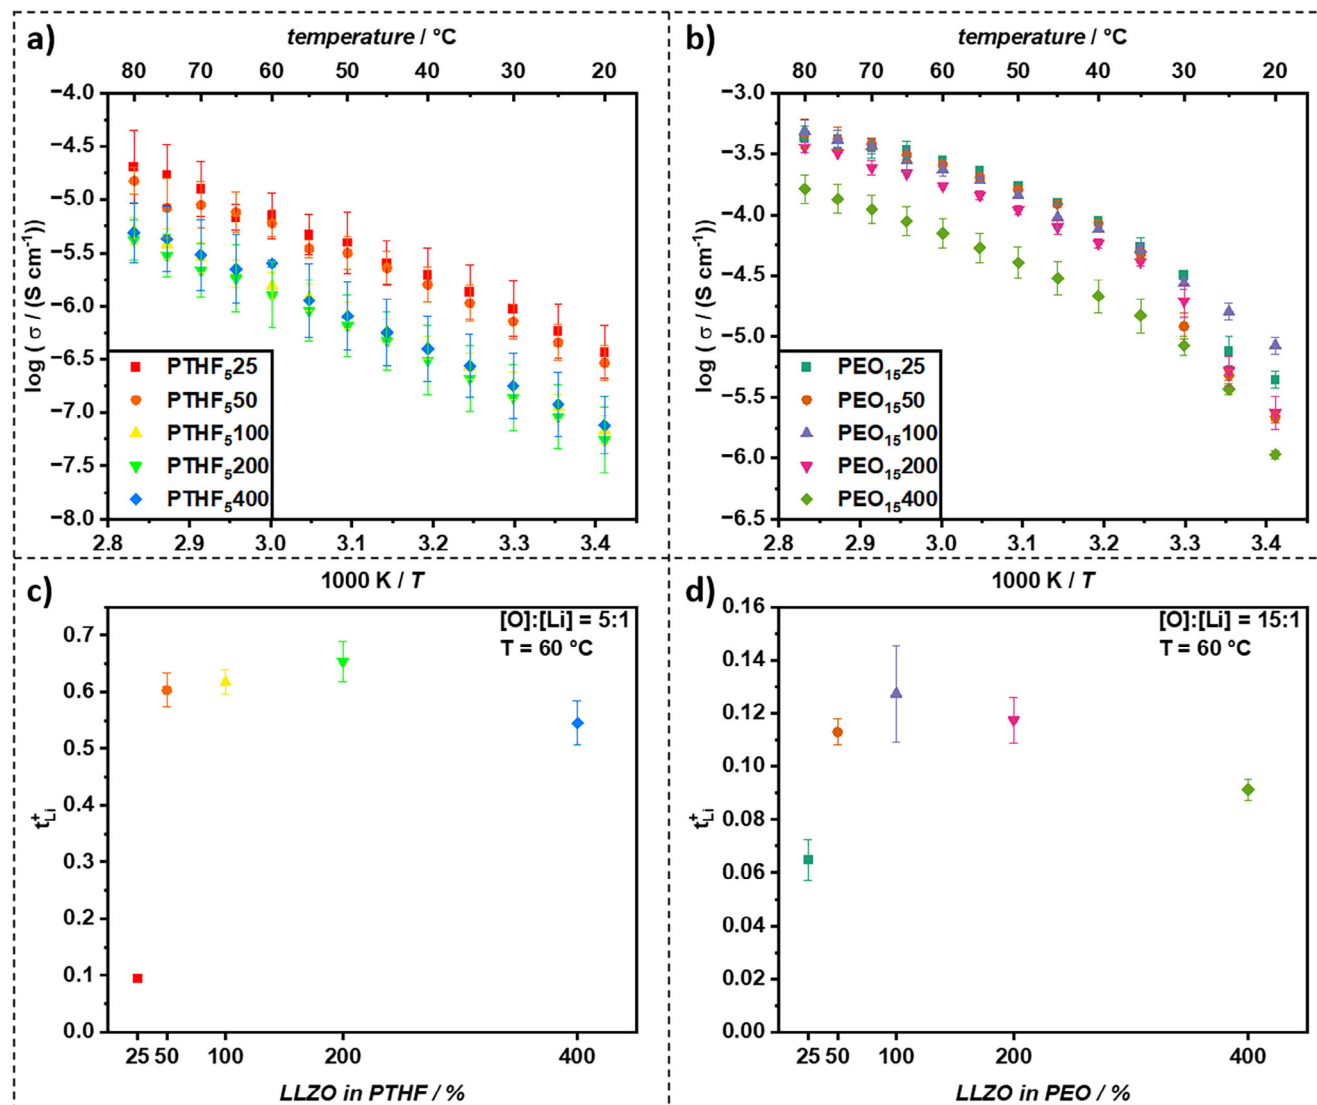 a)
temperature / °C
80 70 60 50 40 30 20
−4.0
−4.5
−5.0
−5.5
−6.0
−6.5
−7.0
−7.5
−8.0
log ( σ / (S cm⁻¹))
PTHF₅25
PTHF₅50
PTHF₅100
PTHF₅200
PTHF₅400
2.8 2.9 3.0 3.1 3.2 3.3 3.4
1000 K / T
b)
temperature / °C
80 70 60 50 40 30 20
−3.0
−3.5
−4.0
−4.5
−5.0
−5.5
−6.0
−6.5
log ( σ / (S cm⁻¹))
PEO₁₅25
PEO₁₅50
PEO₁₅100
PEO₁₅200
PEO₁₅400
2.8 2.9 3.0 3.1 3.2 3.3 3.4
1000 K / T
c)
[O]:[Li] = 5:1
T = 60 °C
0.7
0.6
0.5
0.4
0.3
0.2
0.1
0.0
t⁺Li
25 50 100 200 400
LLZO in PTHF / %
d)
[O]:[Li] = 15:1
T = 60 °C
0.16
0.14
0.12
0.10
0.08
0.06
0.04
0.02
0.00
t⁺Li
25 50 100 200 400
LLZO in PEO / %